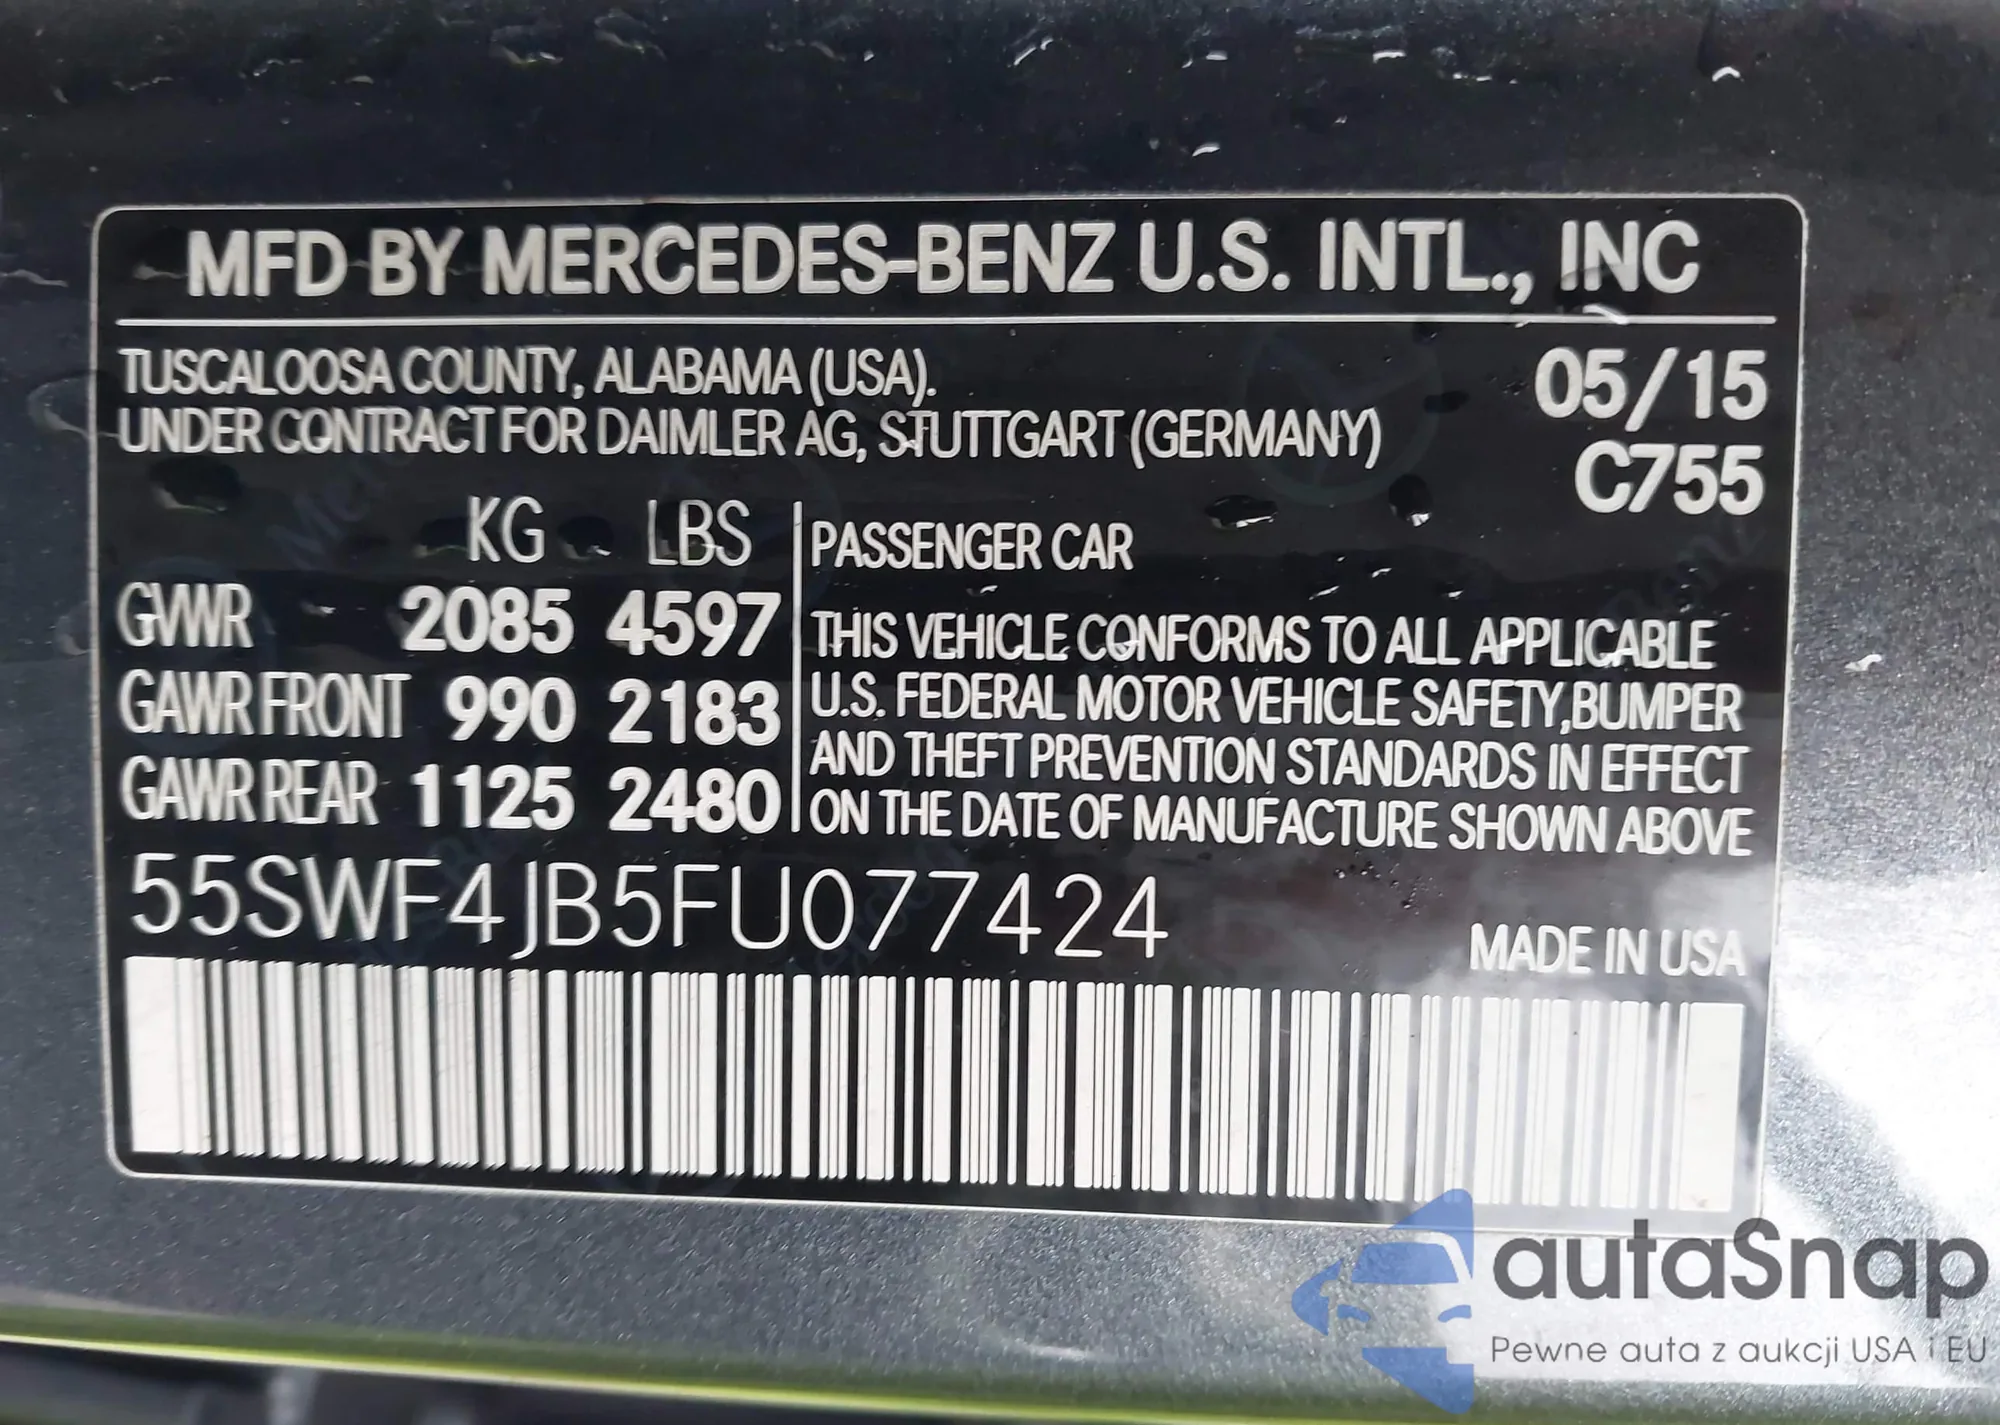 MFD BY MERCEDES-BENZ U.S. INTL., INC
TUSCALOOSA COUNTY, ALABAMA (USA).
UNDER CONTRACT FOR DAIMLER AG, STUTTGART (GERMANY)
05/15
C755
KG LBS
GVWR 2085 4597
GAWR FRONT 990 2183
GAWR REAR 1125 2480
PASSENGER CAR
THIS VEHICLE CONFORMS TO ALL APPLICABLE
U.S. FEDERAL MOTOR VEHICLE SAFETY,BUMPER
AND THEFT PREVENTION STANDARDS IN EFFECT
ON THE DATE OF MANUFACTURE SHOWN ABOVE
55SWF4JB5FU077424
MADE IN USA
autaSnap
Pewne auta z aukcji USA i EU